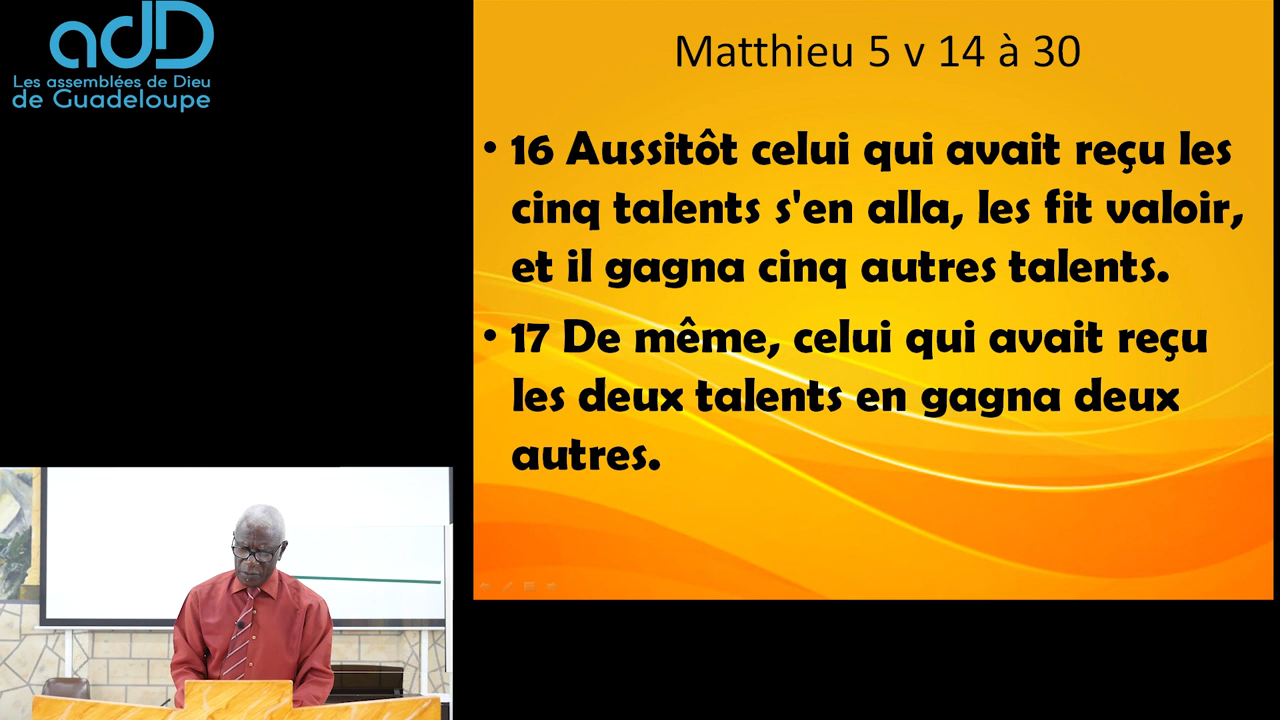 add
Les assemblées de Dieu
de Guadeloupe
Matthieu 5 v 14 à 30
• 16 Aussitôt celui qui avait reçu les
cinq talents s'en alla, les fit valoir,
et il gagna cinq autres talents.
• 17 De même, celui qui avait reçu
les deux talents en gagna deux
autres.